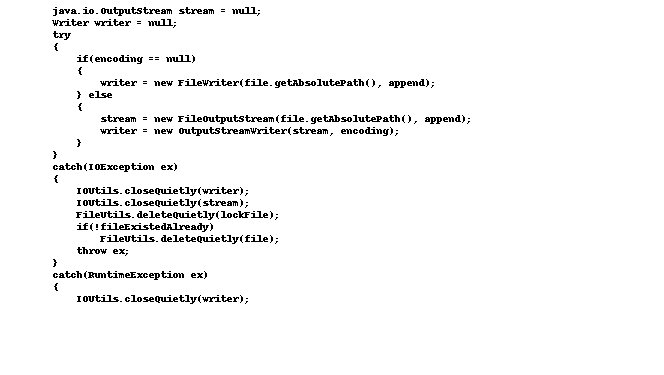 java.io.OutputStream stream = null;
Writer writer = null;
try
{
    if(encoding == null)
    {
        writer = new FileWriter(file.getAbsolutePath(), append);
    } else
    {
        stream = new FileOutputStream(file.getAbsolutePath(), append);
        writer = new OutputStreamWriter(stream, encoding);
    }
}
catch(IOException ex)
{
    IOUtils.closeQuietly(writer);
    IOUtils.closeQuietly(stream);
    FileUtils.deleteQuietly(lockFile);
    if(!fileExistedAlready)
        FileUtils.deleteQuietly(file);
    throw ex;
}
catch(RuntimeException ex)
{
    IOUtils.closeQuietly(writer);